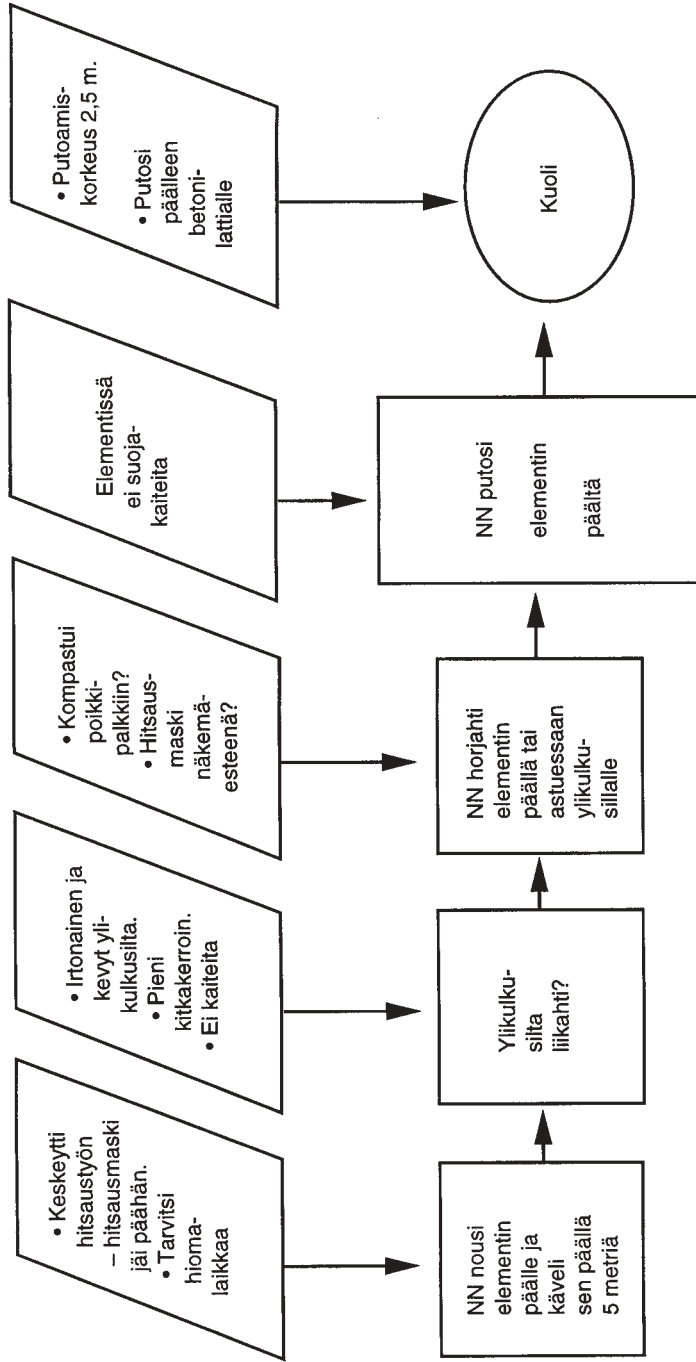 • Keskeytti
hitsaustyön
– hitsausmaski
jäi päähän.
• Tarvitsi
hioma-
laikkaa
• Irtonainen ja
kevyt yli-
kulkusilta.
• Pieni
kitkakerroin.
• Ei kaiteita
• Kompastui
poikki-
palkkiin?
• Hitsaus-
maski
näkemä-
esteenä?
Elementissä
ei suoja-
kaiteita
• Putoamis-
korkeus 2,5 m.
• Putosi
päälleen
betoni-
lattialle
NN nousi
elementin
päälle ja
käveli
sen päällä
5 metriä
Ylikulku-
silta
liikahti?
NN horjahti
elementin
päällä tai
astuessaan
ylikulku-
sillalle
NN putosi
elementin
päältä
Kuoli